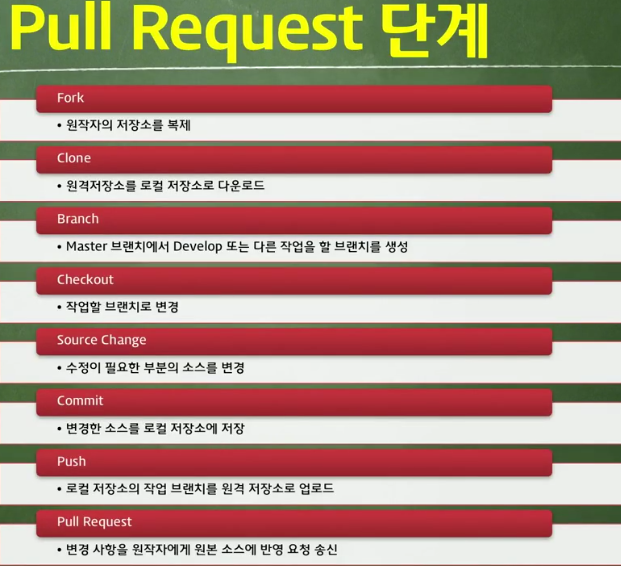 Pull Request 단계
Fork
• 원작자의 저장소를 복제
Clone
• 원격저장소를 로컬 저장소로 다운로드
Branch
• Master 브랜치에서 Develop 또는 다른 작업을 할 브랜치를 생성
Checkout
• 작업할 브랜치로 변경
Source Change
• 수정이 필요한 부분의 소스를 변경
Commit
• 변경한 소스를 로컬 저장소에 저장
Push
• 로컬 저장소의 작업 브랜치를 원격 저장소로 업로드
Pull Request
• 변경 사항을 원작자에게 원본 소스에 반영 요청 송신